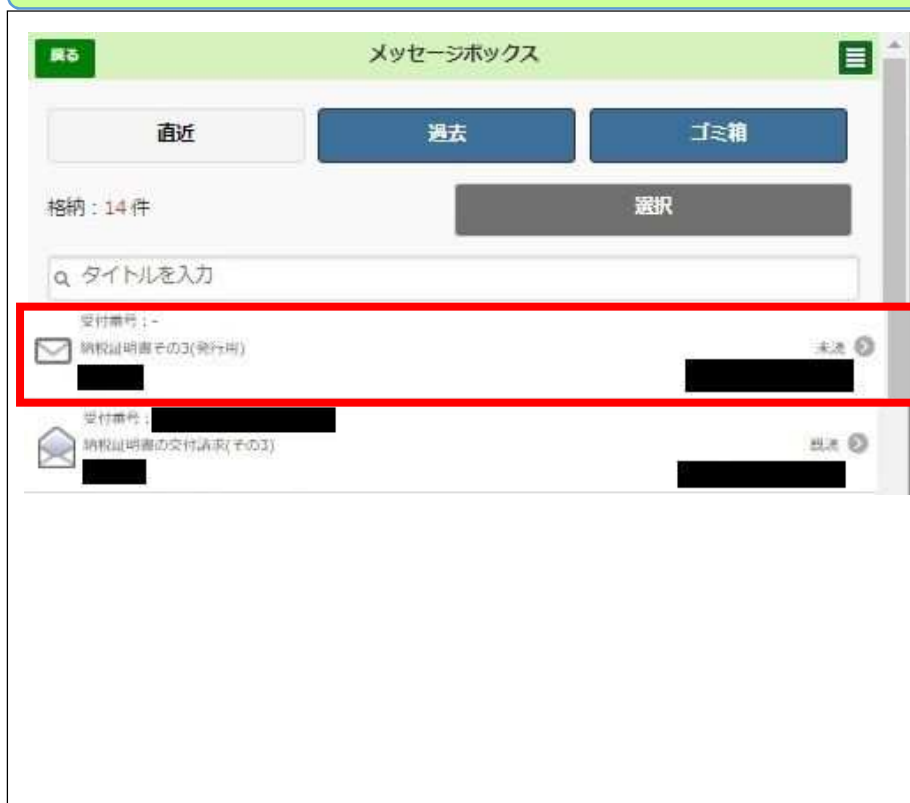 戻る
メッセージボックス
直近
過去
ゴミ箱
格納：14件
選択
タイトルを入力
受付番号：-
納税証明書その3(発行用)
未読
受付番号：
納税証明書の交付請求(その3)
既読